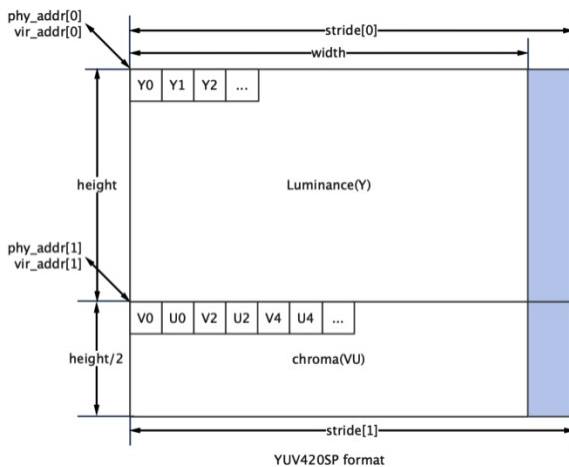 phy_addr[0]
vir_addr[0]
stride[0]
width
Y0 Y1 Y2 ...
height
Luminance(Y)
phy_addr[1]
vir_addr[1]
V0 U0 V2 U2 V4 U4 ...
height/2
chroma(VU)
stride[1]
YUV420SP format